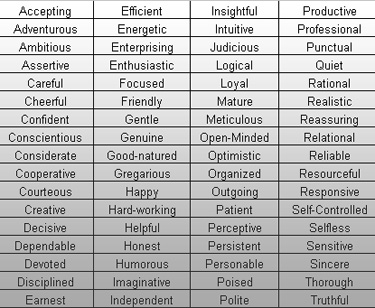 Accepting Efficient Insightful Productive
Adventurous Energetic Intuitive Professional
Ambitious Enterprising Judicious Punctual
Assertive Enthusiastic Logical Quiet
Careful Focused Loyal Rational
Cheerful Friendly Mature Realistic
Confident Gentle Meticulous Reassuring
Conscientious Genuine Open-Minded Relational
Considerate Good-natured Optimistic Reliable
Cooperative Gregarious Organized Resourceful
Courteous Happy Outgoing Responsive
Creative Hard-working Patient Self-Controlled
Decisive Helpful Perceptive Selfless
Dependable Honest Persistent Sensitive
Devoted Humorous Personable Sincere
Disciplined Imaginative Poised Thorough
Earnest Independent Polite Truthful